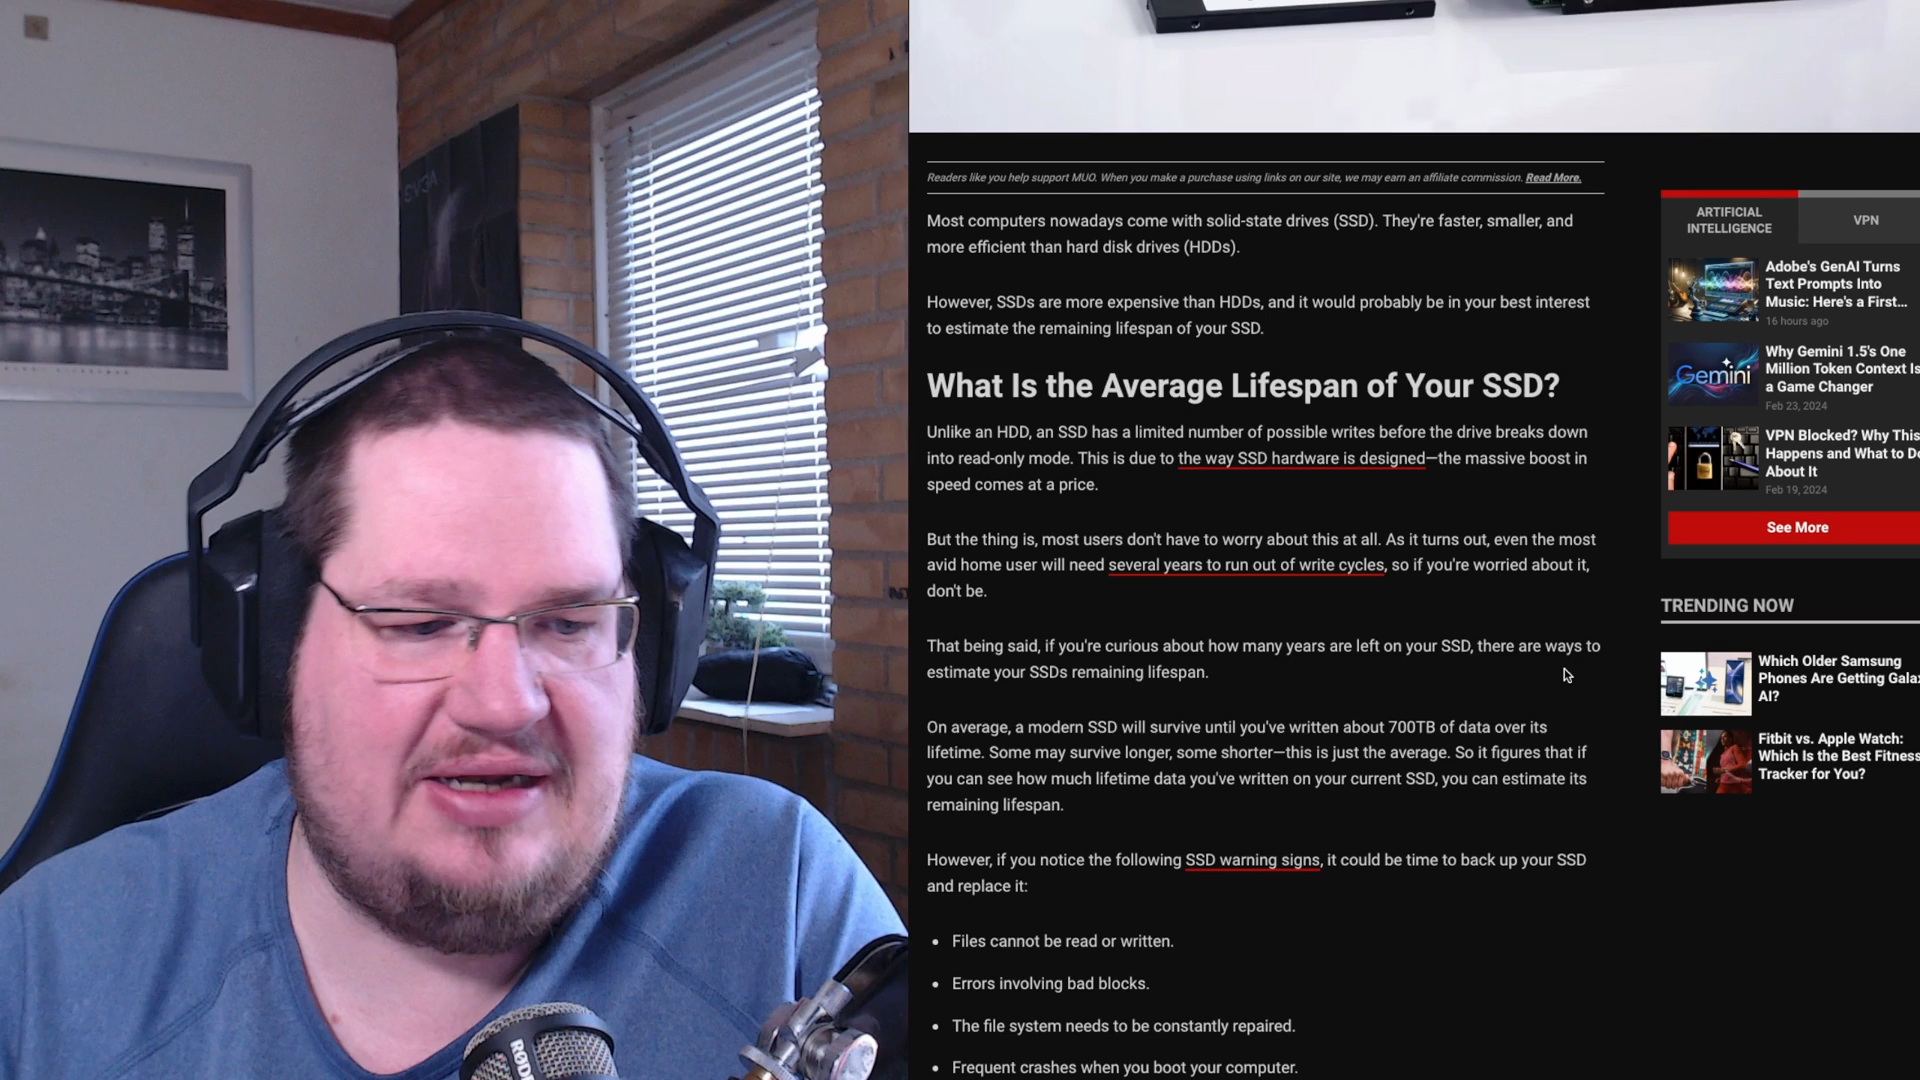 EVGA
RØDE
Readers like you help support MUO. When you make a purchase using links on our site, we may earn an affiliate commission. Read More.
Most computers nowadays come with solid-state drives (SSD). They're faster, smaller, and
more efficient than hard disk drives (HDDs).
However, SSDs are more expensive than HDDs, and it would probably be in your best interest
to estimate the remaining lifespan of your SSD.
What Is the Average Lifespan of Your SSD?
Unlike an HDD, an SSD has a limited number of possible writes before the drive breaks down
into read-only mode. This is due to the way SSD hardware is designed—the massive boost in
speed comes at a price.
But the thing is, most users don't have to worry about this at all. As it turns out, even the most
avid home user will need several years to run out of write cycles, so if you're worried about it,
don't be.
That being said, if you're curious about how many years are left on your SSD, there are ways to
estimate your SSDs remaining lifespan.
On average, a modern SSD will survive until you've written about 700TB of data over its
lifetime. Some may survive longer, some shorter—this is just the average. So it figures that if
you can see how much lifetime data you've written on your current SSD, you can estimate its
remaining lifespan.
However, if you notice the following SSD warning signs, it could be time to back up your SSD
and replace it:
• Files cannot be read or written.
• Errors involving bad blocks.
• The file system needs to be constantly repaired.
• Frequent crashes when you boot your computer.
ARTIFICIAL
INTELLIGENCE
VPN
Adobe's GenAI Turns
Text Prompts Into
Music: Here's a First...
16 hours ago
Gemini
Why Gemini 1.5's One
Million Token Context Is
a Game Changer
Feb 23, 2024
VPN Blocked? Why This
Happens and What to Do
About It
Feb 19, 2024
See More
TRENDING NOW
Which Older Samsung
Phones Are Getting Gala
AI?
Fitbit vs. Apple Watch:
Which Is the Best Fitness
Tracker for You?